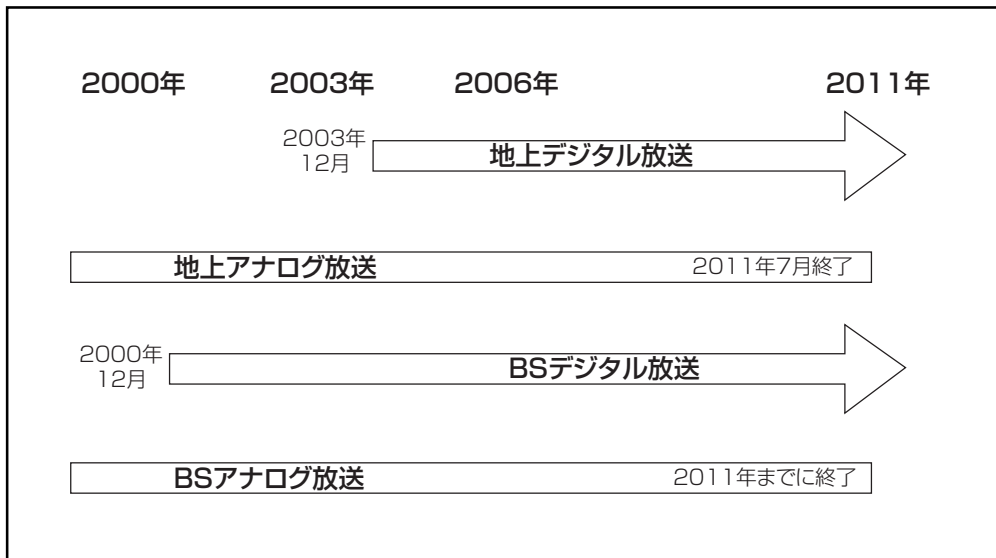 2000年 2003年 2006年 2011年
2003年
12月
地上デジタル放送
地上アナログ放送 2011年7月終了
2000年
12月
BSデジタル放送
BSアナログ放送 2011年までに終了